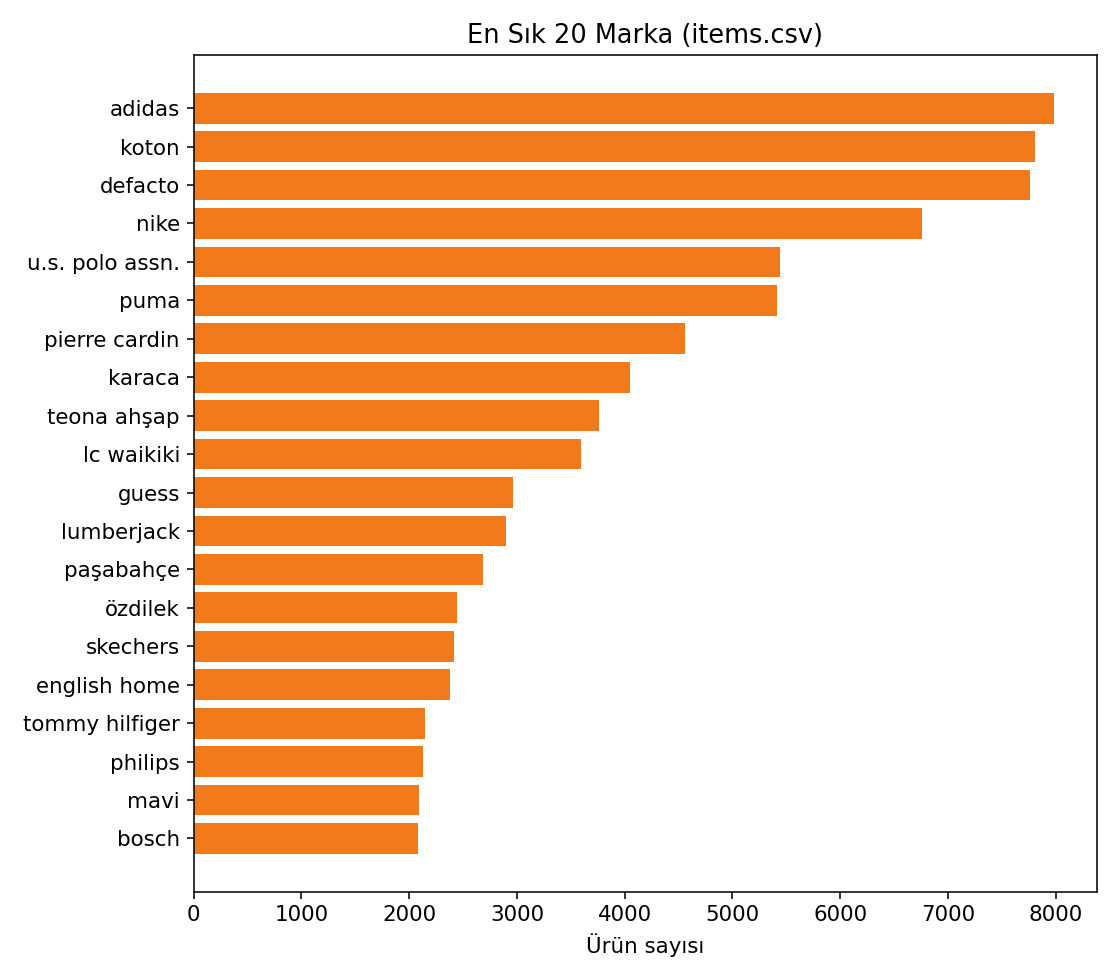 En Sık 20 Marka (items.csv)
adidas
koton
defacto
nike
u.s. polo assn.
puma
pierre cardin
karaca
teona ahşap
lc waikiki
guess
lumberjack
paşabahçe
özdilek
skechers
english home
tommy hilfiger
philips
mavi
bosch
0 1000 2000 3000 4000 5000 6000 7000 8000
Ürün sayısı